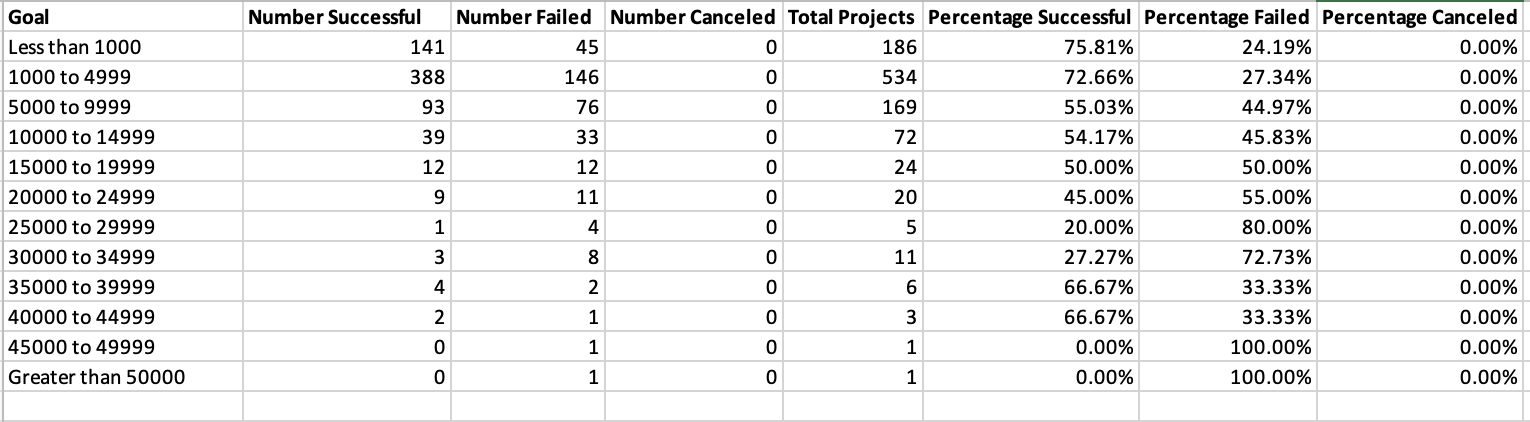 Goal Number Successful Number Failed Number Canceled Total Projects Percentage Successful Percentage Failed Percentage Canceled
Less than 1000 141 45 0 186 75.81% 24.19% 0.00%
1000 to 4999 388 146 0 534 72.66% 27.34% 0.00%
5000 to 9999 93 76 0 169 55.03% 44.97% 0.00%
10000 to 14999 39 33 0 72 54.17% 45.83% 0.00%
15000 to 19999 12 12 0 24 50.00% 50.00% 0.00%
20000 to 24999 9 11 0 20 45.00% 55.00% 0.00%
25000 to 29999 1 4 0 5 20.00% 80.00% 0.00%
30000 to 34999 3 8 0 11 27.27% 72.73% 0.00%
35000 to 39999 4 2 0 6 66.67% 33.33% 0.00%
40000 to 44999 2 1 0 3 66.67% 33.33% 0.00%
45000 to 49999 0 1 0 1 0.00% 100.00% 0.00%
Greater than 50000 0 1 0 1 0.00% 100.00% 0.00%